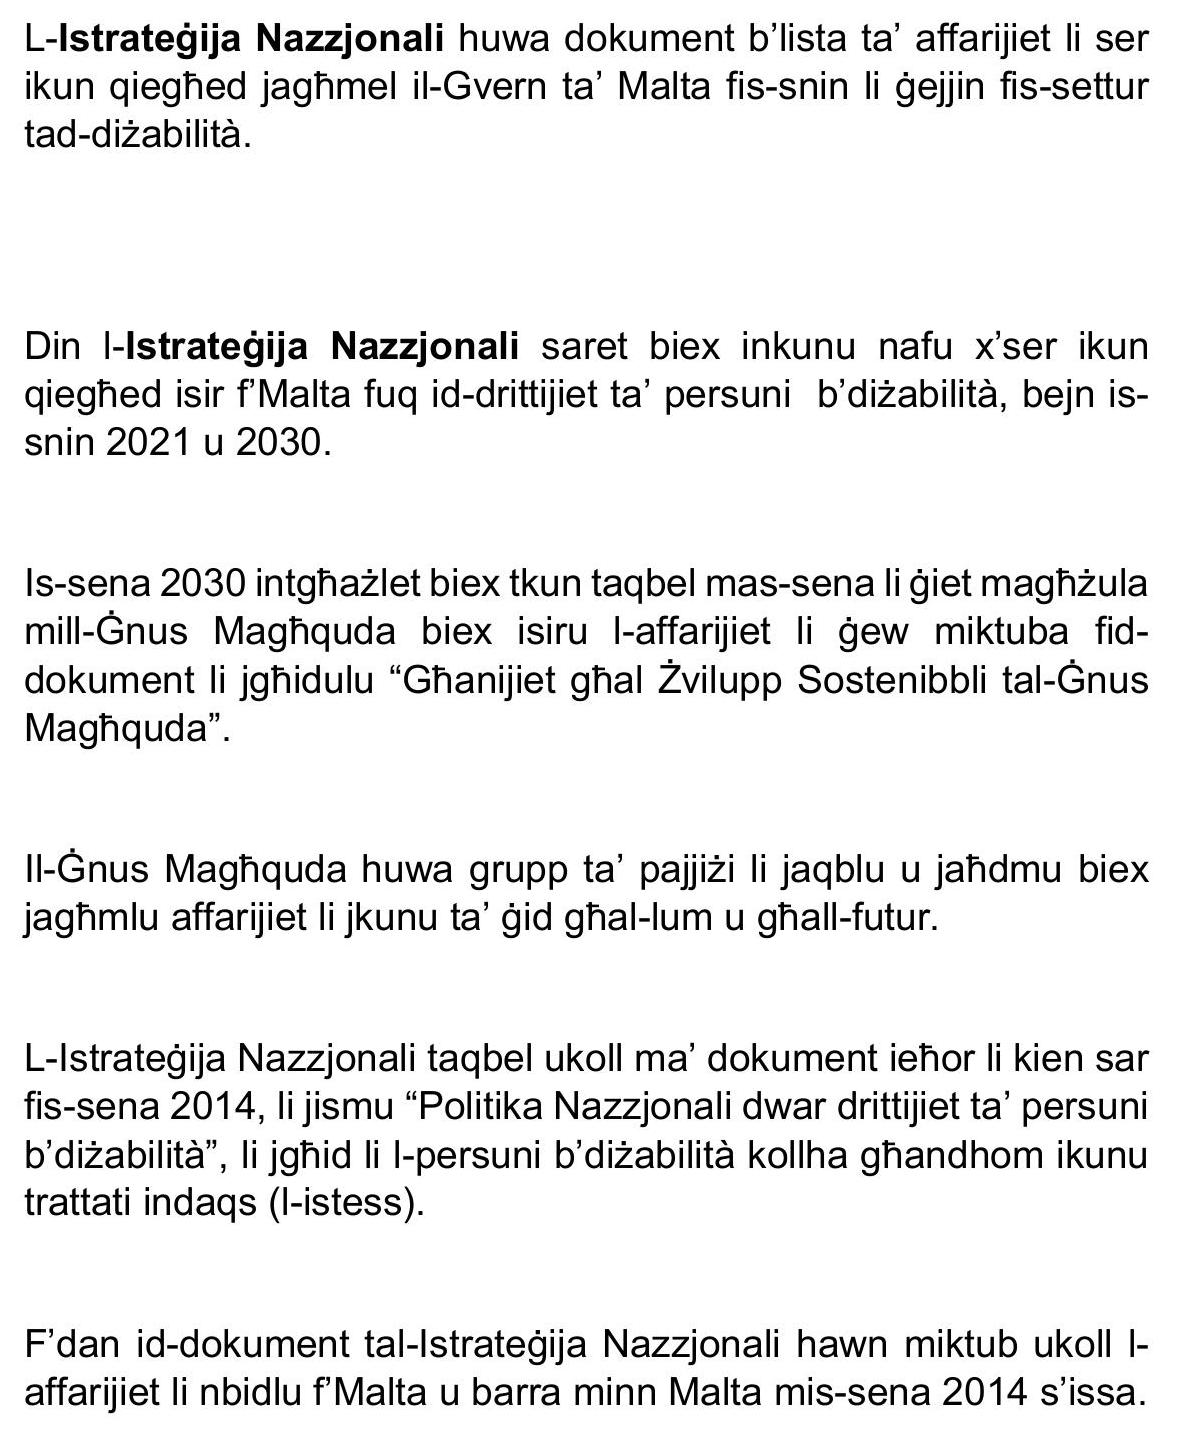 L-Istrateġija Nazzjonali huwa dokument b’lista ta’ affarijiet li ser
ikun qiegħed jagħmel il-Gvern ta’ Malta fis-snin li ġejjin fis-settur
tad-diżabilità.
Din l-Istrateġija Nazzjonali saret biex inkunu nafu x’ser ikun
qiegħed isir f’Malta fuq id-drittijiet ta’ persuni b’diżabilità, bejn is-
snin 2021 u 2030.
Is-sena 2030 intgħażlet biex tkun taqbel mas-sena li ġiet magħżula
mill-Ġnus Magħquda biex isiru l-affarijiet li ġew miktuba fid-
dokument li jgħidulu “Għanijiet għal Żvilupp Sostenibbli tal-Ġnus
Magħquda”.
Il-Ġnus Magħquda huwa grupp ta’ pajjiżi li jaqblu u jaħdmu biex
jagħmlu affarijiet li jkunu ta’ ġid għal-lum u għall-futur.
L-Istrateġija Nazzjonali taqbel ukoll ma’ dokument ieħor li kien sar
fis-sena 2014, li jismu “Politika Nazzjonali dwar drittijiet ta’ persuni
b’diżabilità”, li jgħid li l-persuni b’diżabilità kollha għandhom ikunu
trattati indaqs (l-istess).
F’dan id-dokument tal-Istrateġija Nazzjonali hawn miktub ukoll l-
affarijiet li nbidlu f’Malta u barra minn Malta mis-sena 2014 s’issa.